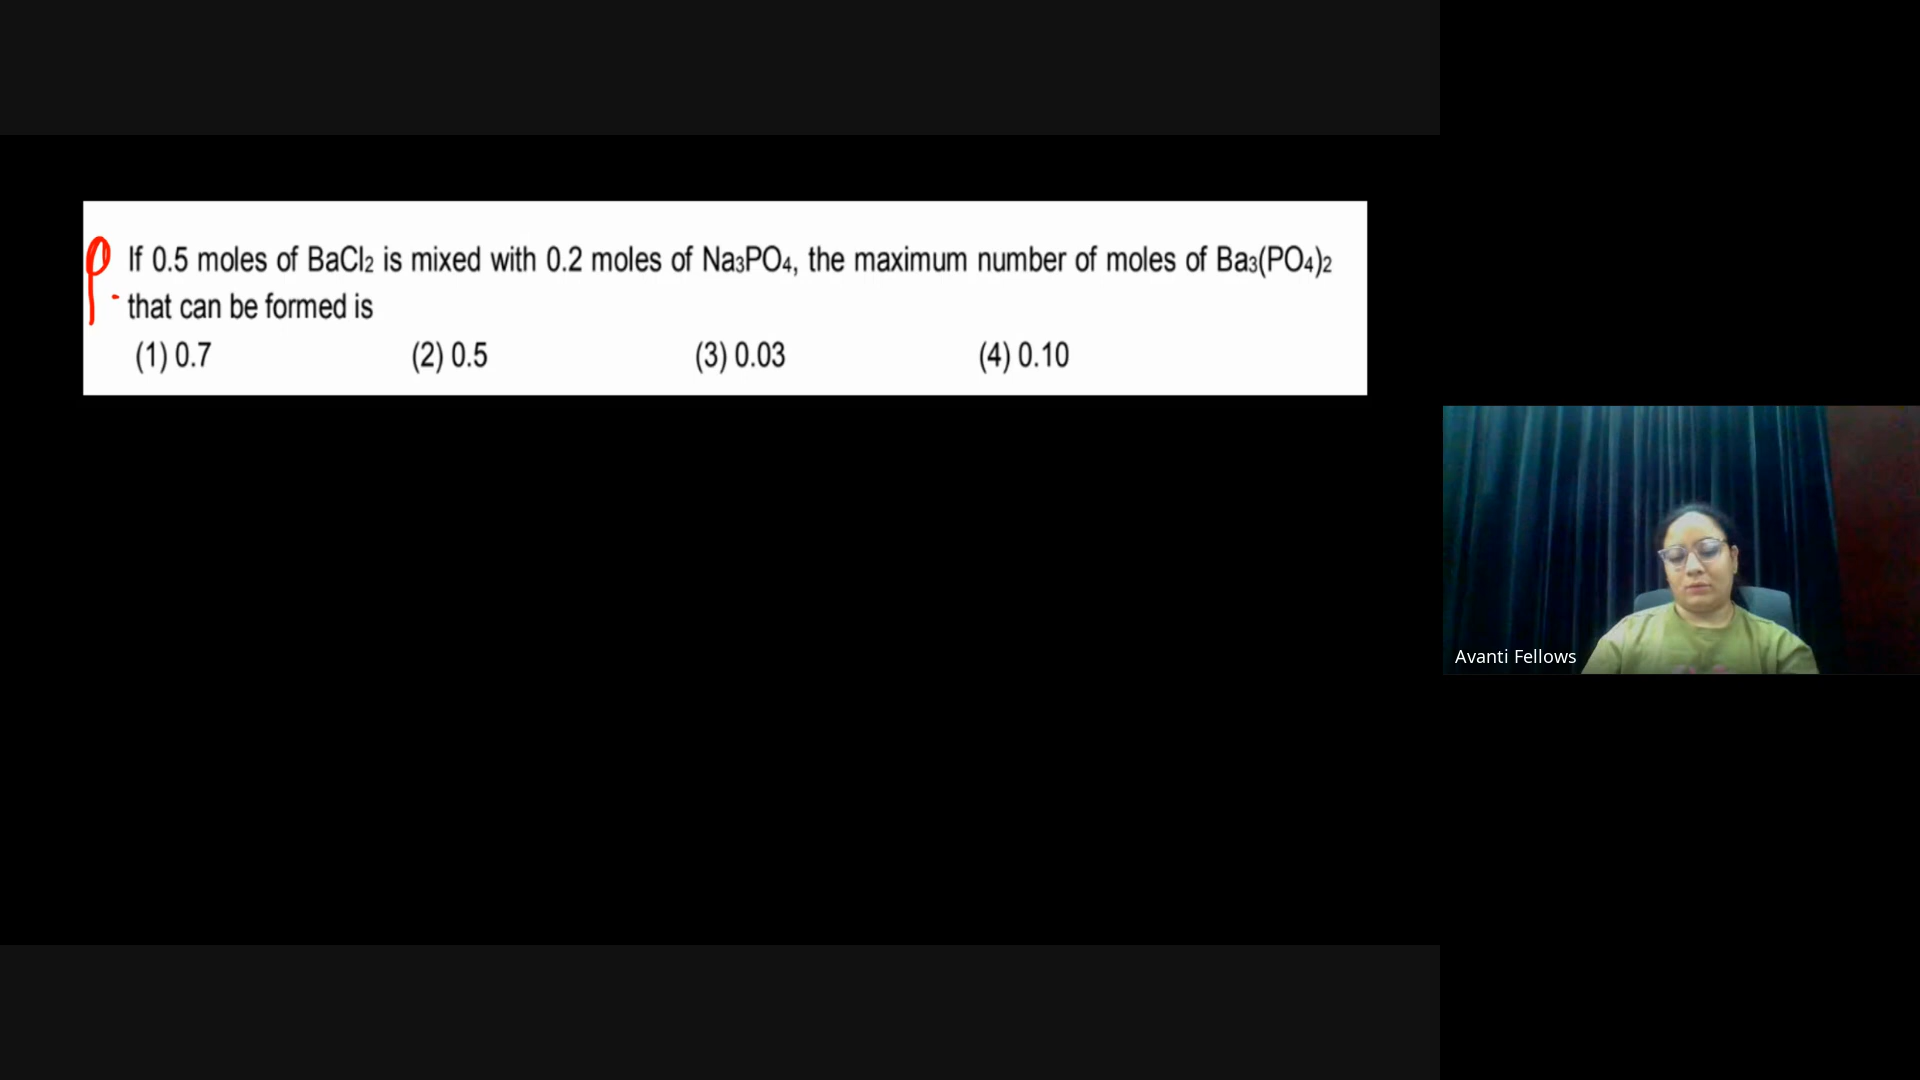 If 0.5 moles of BaCl₂ is mixed with 0.2 moles of Na₃PO₄, the maximum number of moles of Ba₃(PO₄)₂
that can be formed is
(1) 0.7 (2) 0.5 (3) 0.03 (4) 0.10
Avanti Fellows